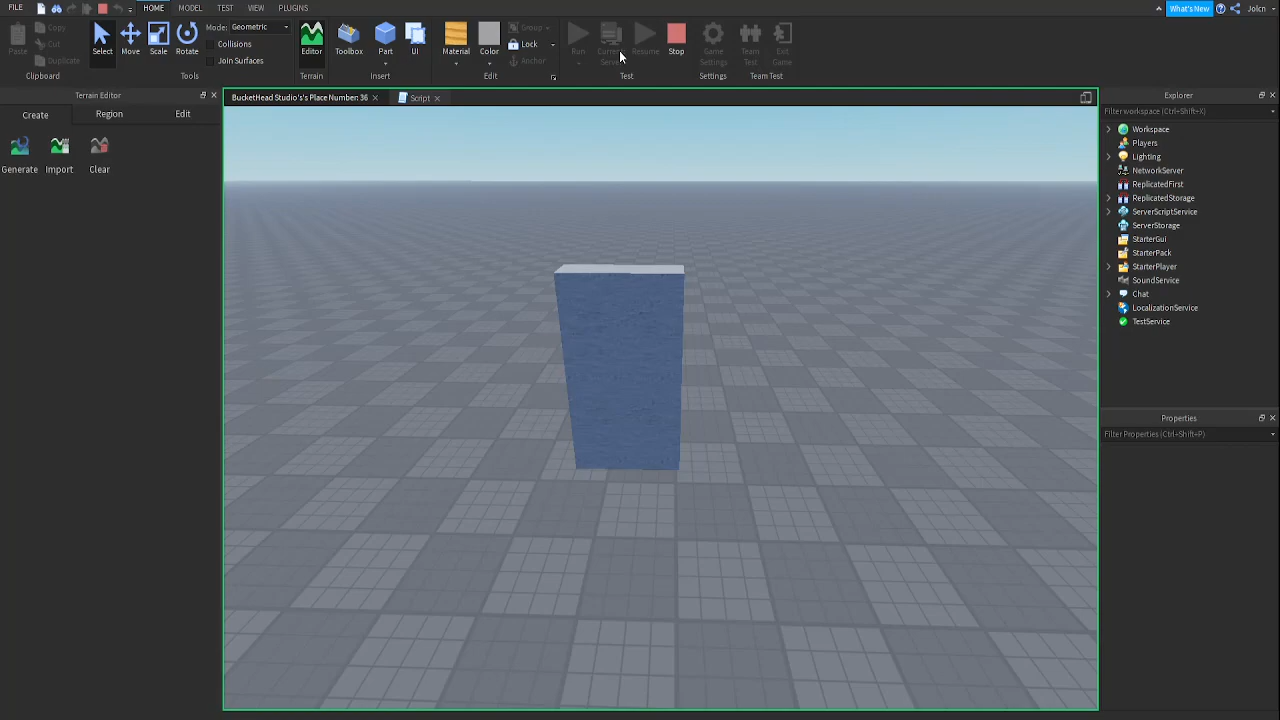 FILE HOME MODEL TEST VIEW PLUGINS What's New
Paste Copy Cut Duplicate Clipboard
Select Move Scale Rotate Mode: Geometric Collisions Join Surfaces Tools
Editor Terrain
Toolbox Part UI Insert
Material Color Group Lock Anchor Edit
Run Resume Stop Test
Game Settings Settings
Team Test Exit Game Team Test
Terrain Editor
Create Region Edit
Generate Import Clear
BucketHead Studio's's Place Number: 36 Script
Explorer
Filter workspace (Ctrl+Shift+X)
Workspace
Players
Lighting
NetworkServer
ReplicatedFirst
ReplicatedStorage
ServerScriptService
ServerStorage
StarterGui
StarterPack
StarterPlayer
SoundService
Chat
LocalizationService
TestService
Properties
Filter Properties (Ctrl+Shift+P)